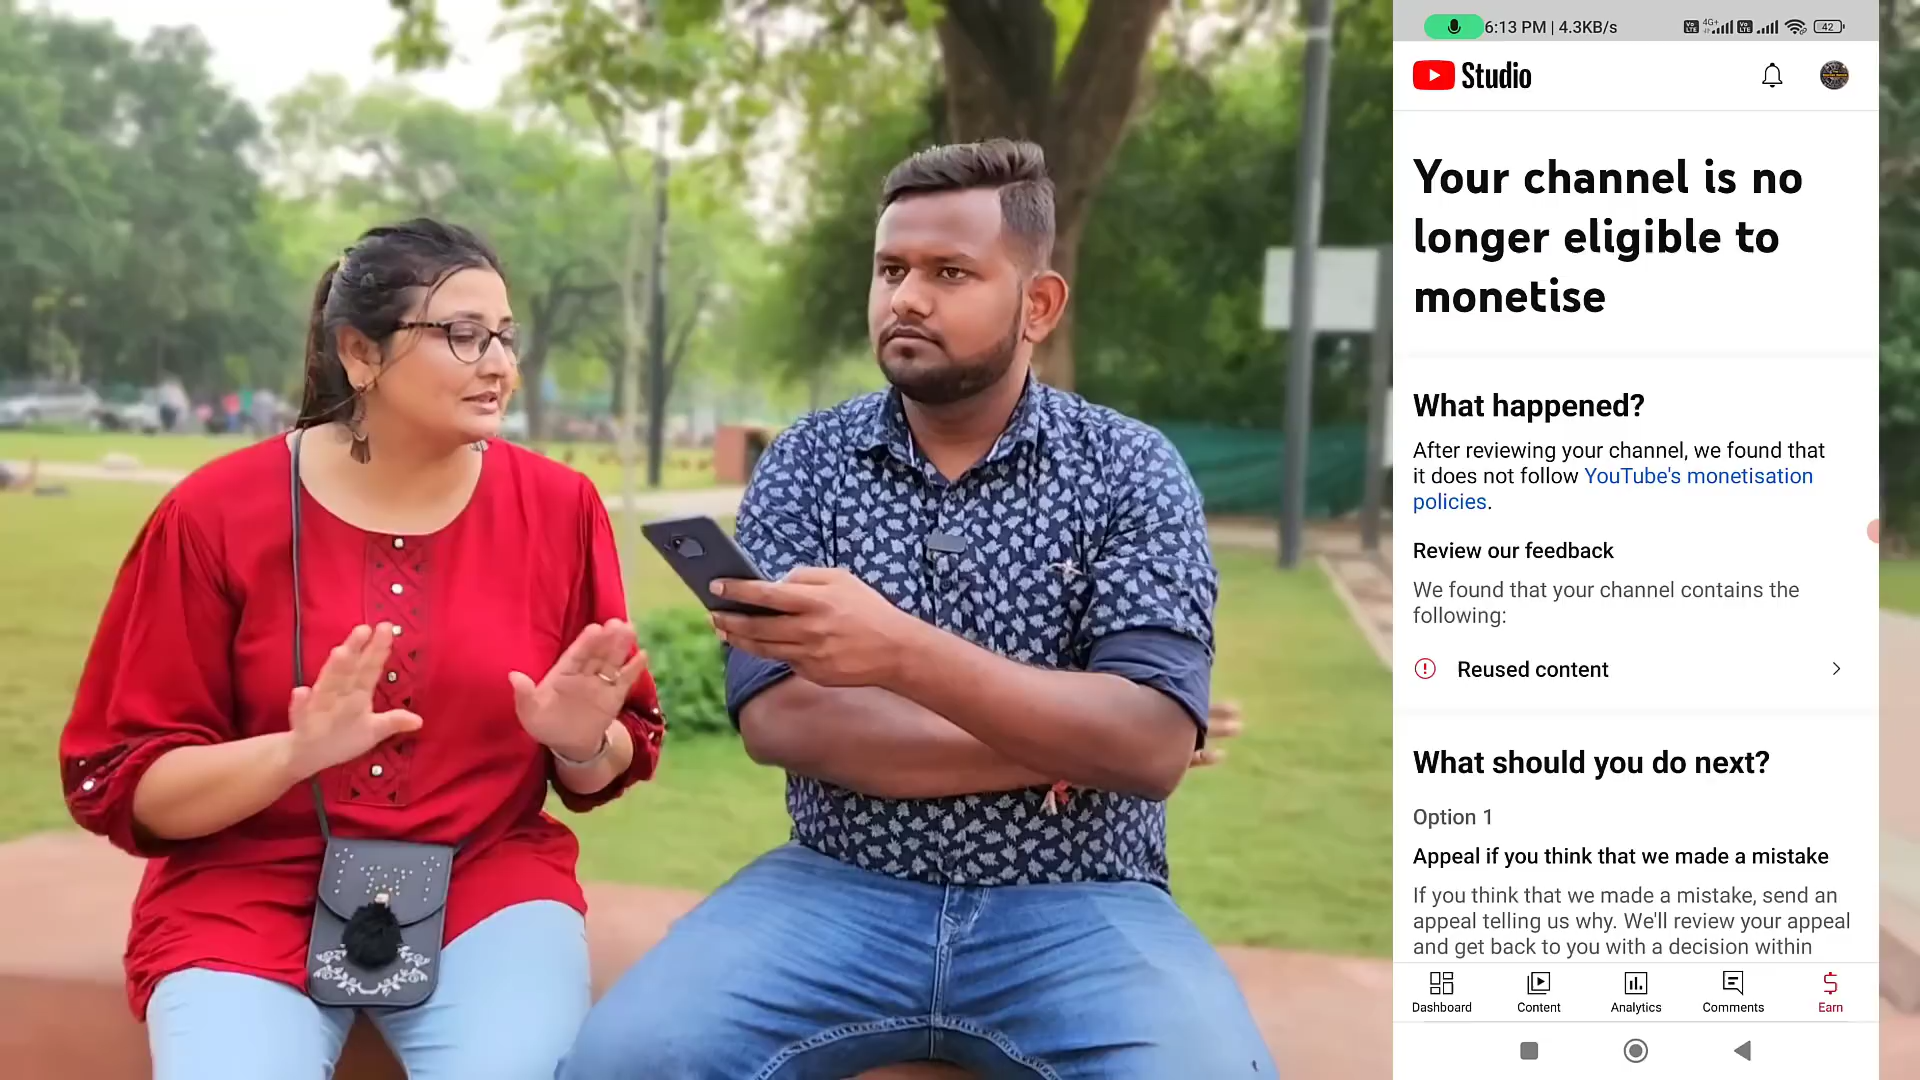 6:13 PM | 4.3KB/s
4G+
42
Studio
Your channel is no
longer eligible to
monetise
What happened?
After reviewing your channel, we found that
it does not follow YouTube's monetisation
policies.
Review our feedback
We found that your channel contains the
following:
Reused content
What should you do next?
Option 1
Appeal if you think that we made a mistake
If you think that we made a mistake, send an
appeal telling us why. We'll review your appeal
and get back to you with a decision within
Dashboard
Content
Analytics
Comments
Earn